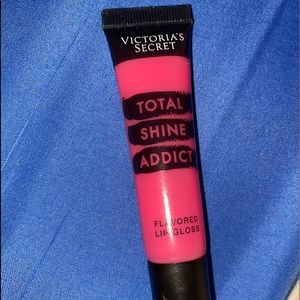 VICTORIA'S
SECRET
TOTAL
SHINE
ADDICT
FLAVORED
LIP GLOSS